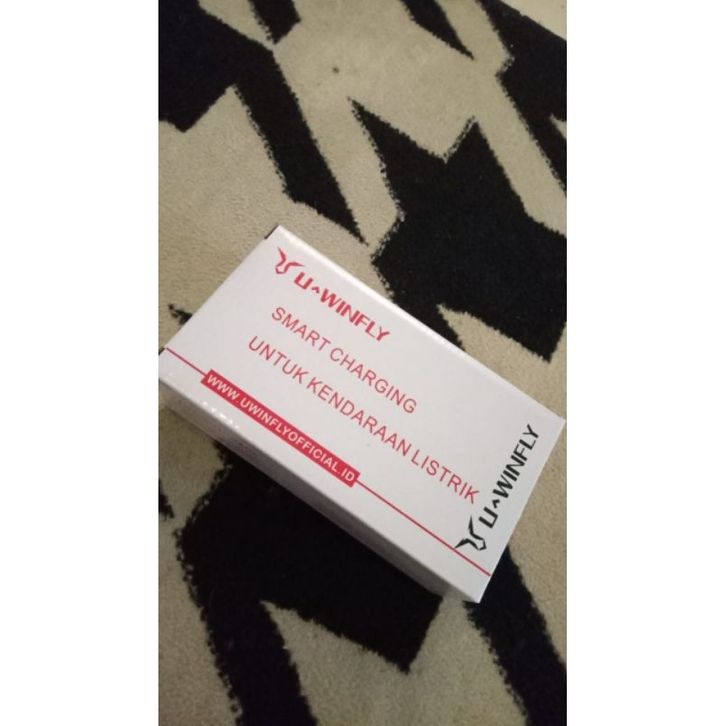 U^WINFLY
SMART CHARGING
UNTUK KENDARAAN LISTRIK
WWW.UWINFLYOFFICIAL.ID
U^WINFLY